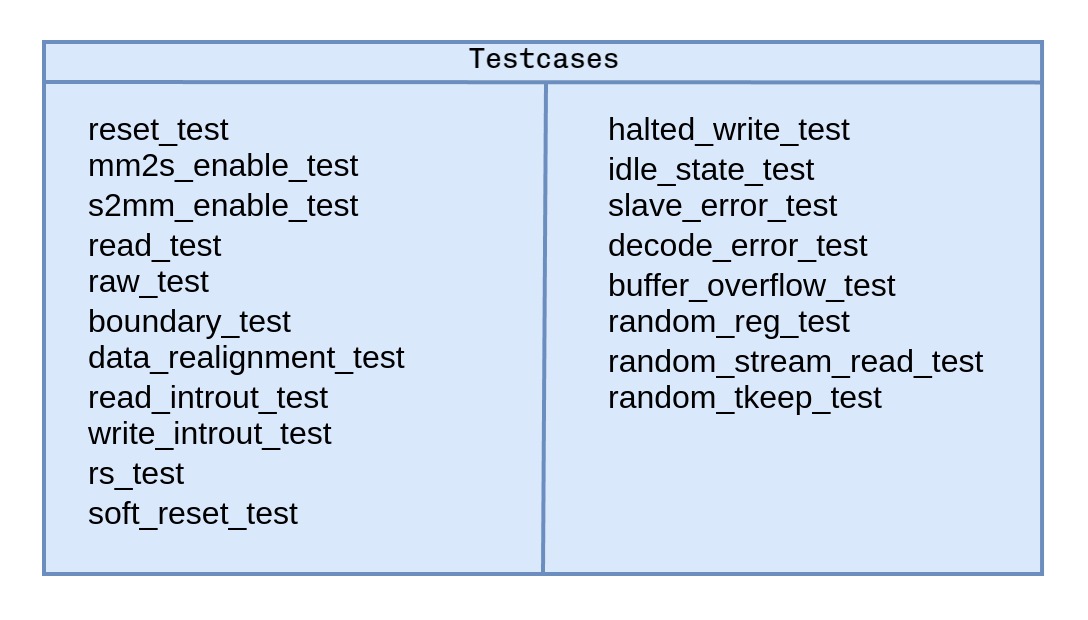 Testcases
reset_test
mm2s_enable_test
s2mm_enable_test
read_test
raw_test
boundary_test
data_realignment_test
read_introut_test
write_introut_test
rs_test
soft_reset_test
halted_write_test
idle_state_test
slave_error_test
decode_error_test
buffer_overflow_test
random_reg_test
random_stream_read_test
random_tkeep_test